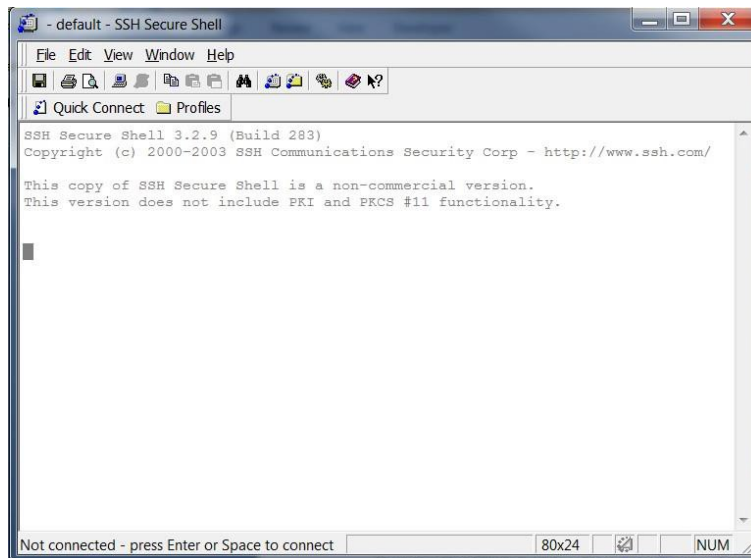 - default - SSH Secure Shell
File Edit View Window Help
Quick Connect Profiles
SSH Secure Shell 3.2.9 (Build 283)
Copyright (c) 2000-2003 SSH Communications Security Corp - http://www.ssh.com/
This copy of SSH Secure Shell is a non-commercial version.
This version does not include PKI and PKCS #11 functionality.
Not connected - press Enter or Space to connect 80x24 NUM